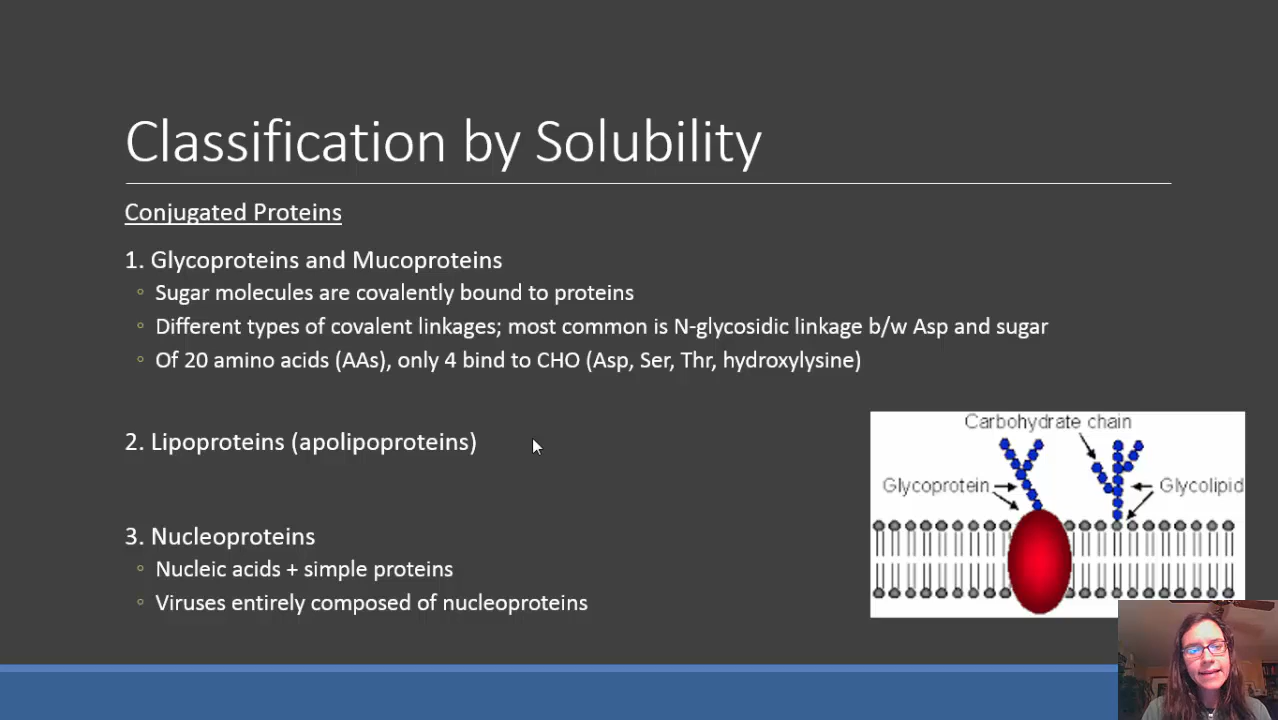 Classification by Solubility
Conjugated Proteins
1. Glycoproteins and Mucoproteins
◦ Sugar molecules are covalently bound to proteins
◦ Different types of covalent linkages; most common is N-glycosidic linkage b/w Asp and sugar
◦ Of 20 amino acids (AAs), only 4 bind to CHO (Asp, Ser, Thr, hydroxylysine)
2. Lipoproteins (apolipoproteins)
3. Nucleoproteins
◦ Nucleic acids + simple proteins
◦ Viruses entirely composed of nucleoproteins
Carbohydrate chain
Glycoprotein
Glycolipid